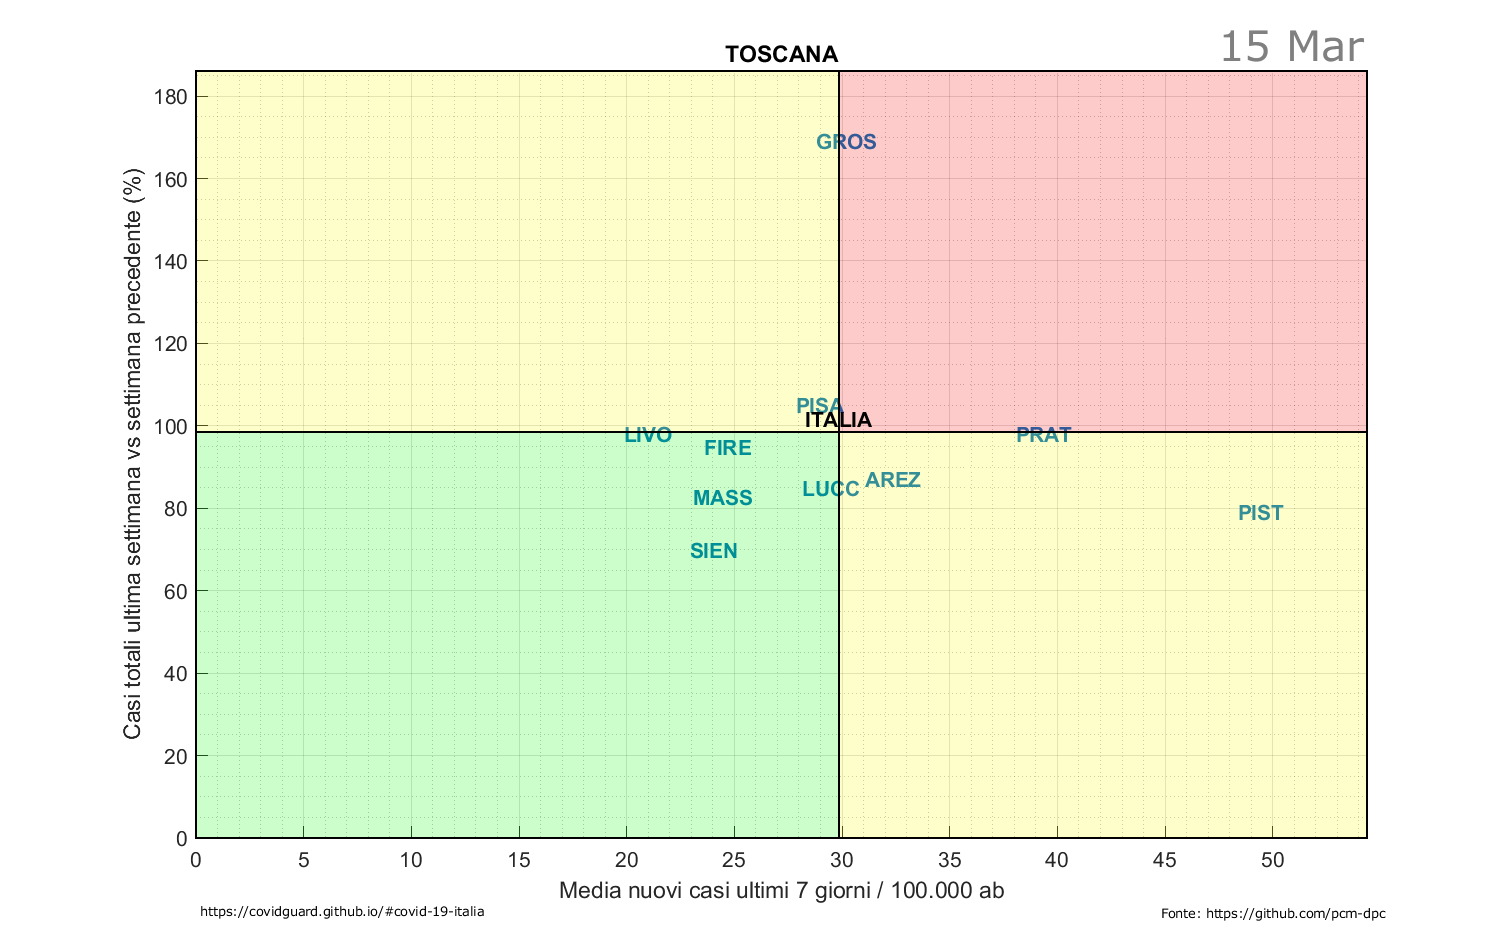 15 Mar
TOSCANA
180
160
140
120
100
80
60
40
20
0
Casi totali ultima settimana vs settimana precedente (%)
GROS
PISA
ITALIA
LIVO
PRAT
FIRE
AREZ
LUCC
MASS
PIST
SIEN
0 5 10 15 20 25 30 35 40 45 50
Media nuovi casi ultimi 7 giorni / 100.000 ab
https://covidguard.github.io/#covid-19-italia
Fonte: https://github.com/pcm-dpc